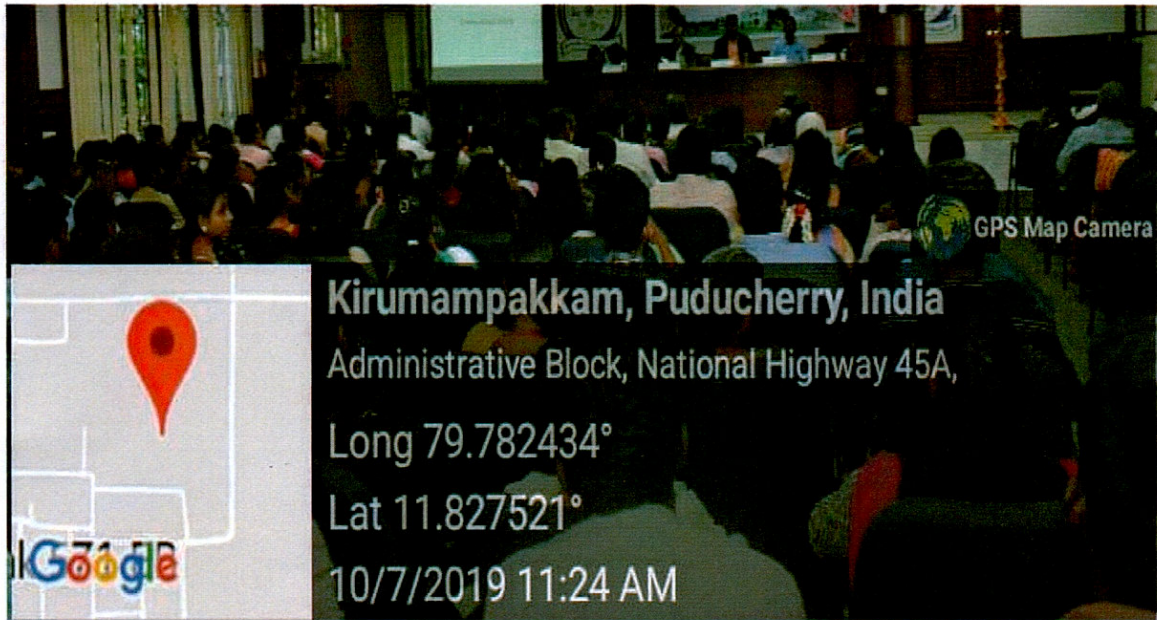 GPS Map Camera
Kirumampakkam, Puducherry, India
Administrative Block, National Highway 45A,
Long 79.782434°
Lat 11.827521°
10/7/2019 11:24 AM
Google